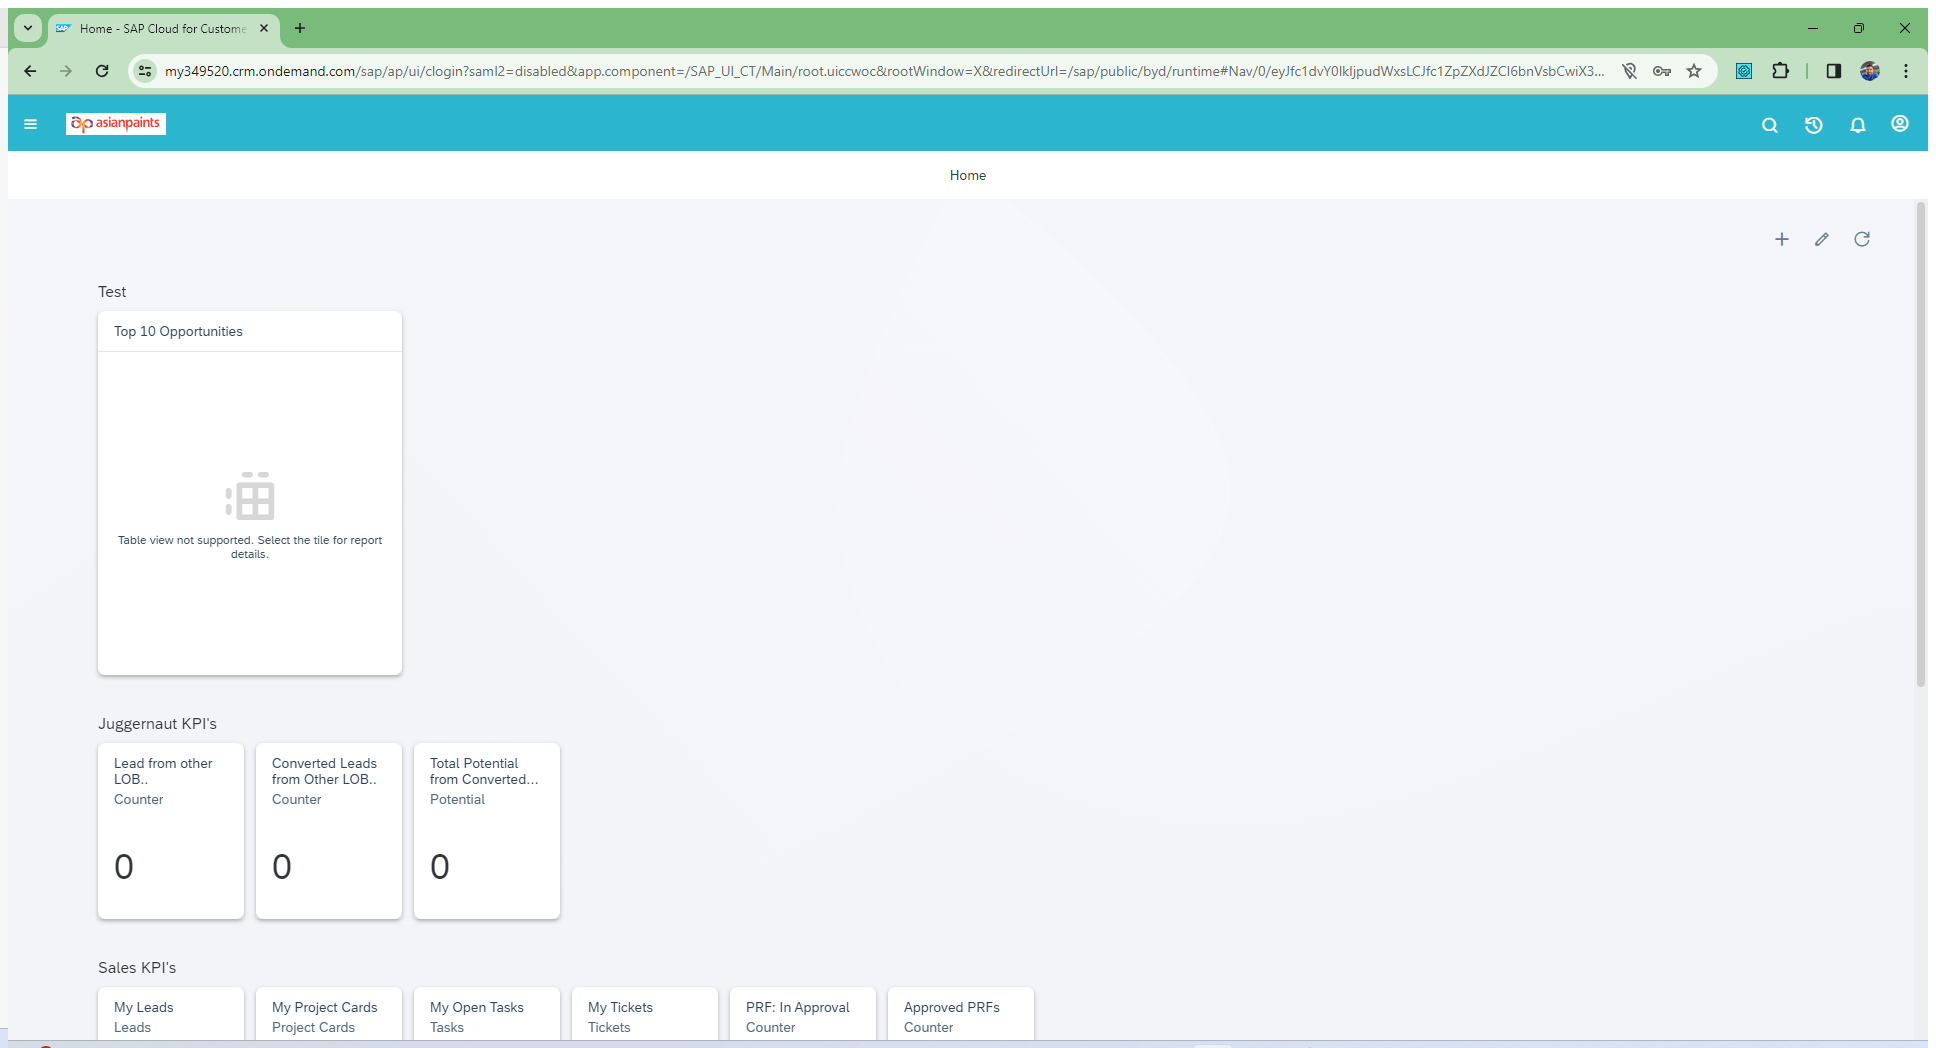 Home - SAP Cloud for Custome
my349520.crm.ondemand.com/sap/ap/ui/clogin?saml2=disabled&app.component=/SAP_UI_CT/Main/root.uiccwoc&rootWindow=X&redirectUrl=/sap/public/byd/runtime#Nav/0/eyJfc1dvY0lkIjpudWxsLCJfc1ZpZXdJZCI6bnVsbCwiX3...
asianpaints
Home
Test
Top 10 Opportunities
Table view not supported. Select the tile for report
details.
Juggernaut KPI's
Lead from other
LOB..
Counter
0
Converted Leads
from Other LOB..
Counter
0
Total Potential
from Converted...
Potential
0
Sales KPI's
My Leads
Leads
My Project Cards
Project Cards
My Open Tasks
Tasks
My Tickets
Tickets
PRF: In Approval
Counter
Approved PRFs
Counter